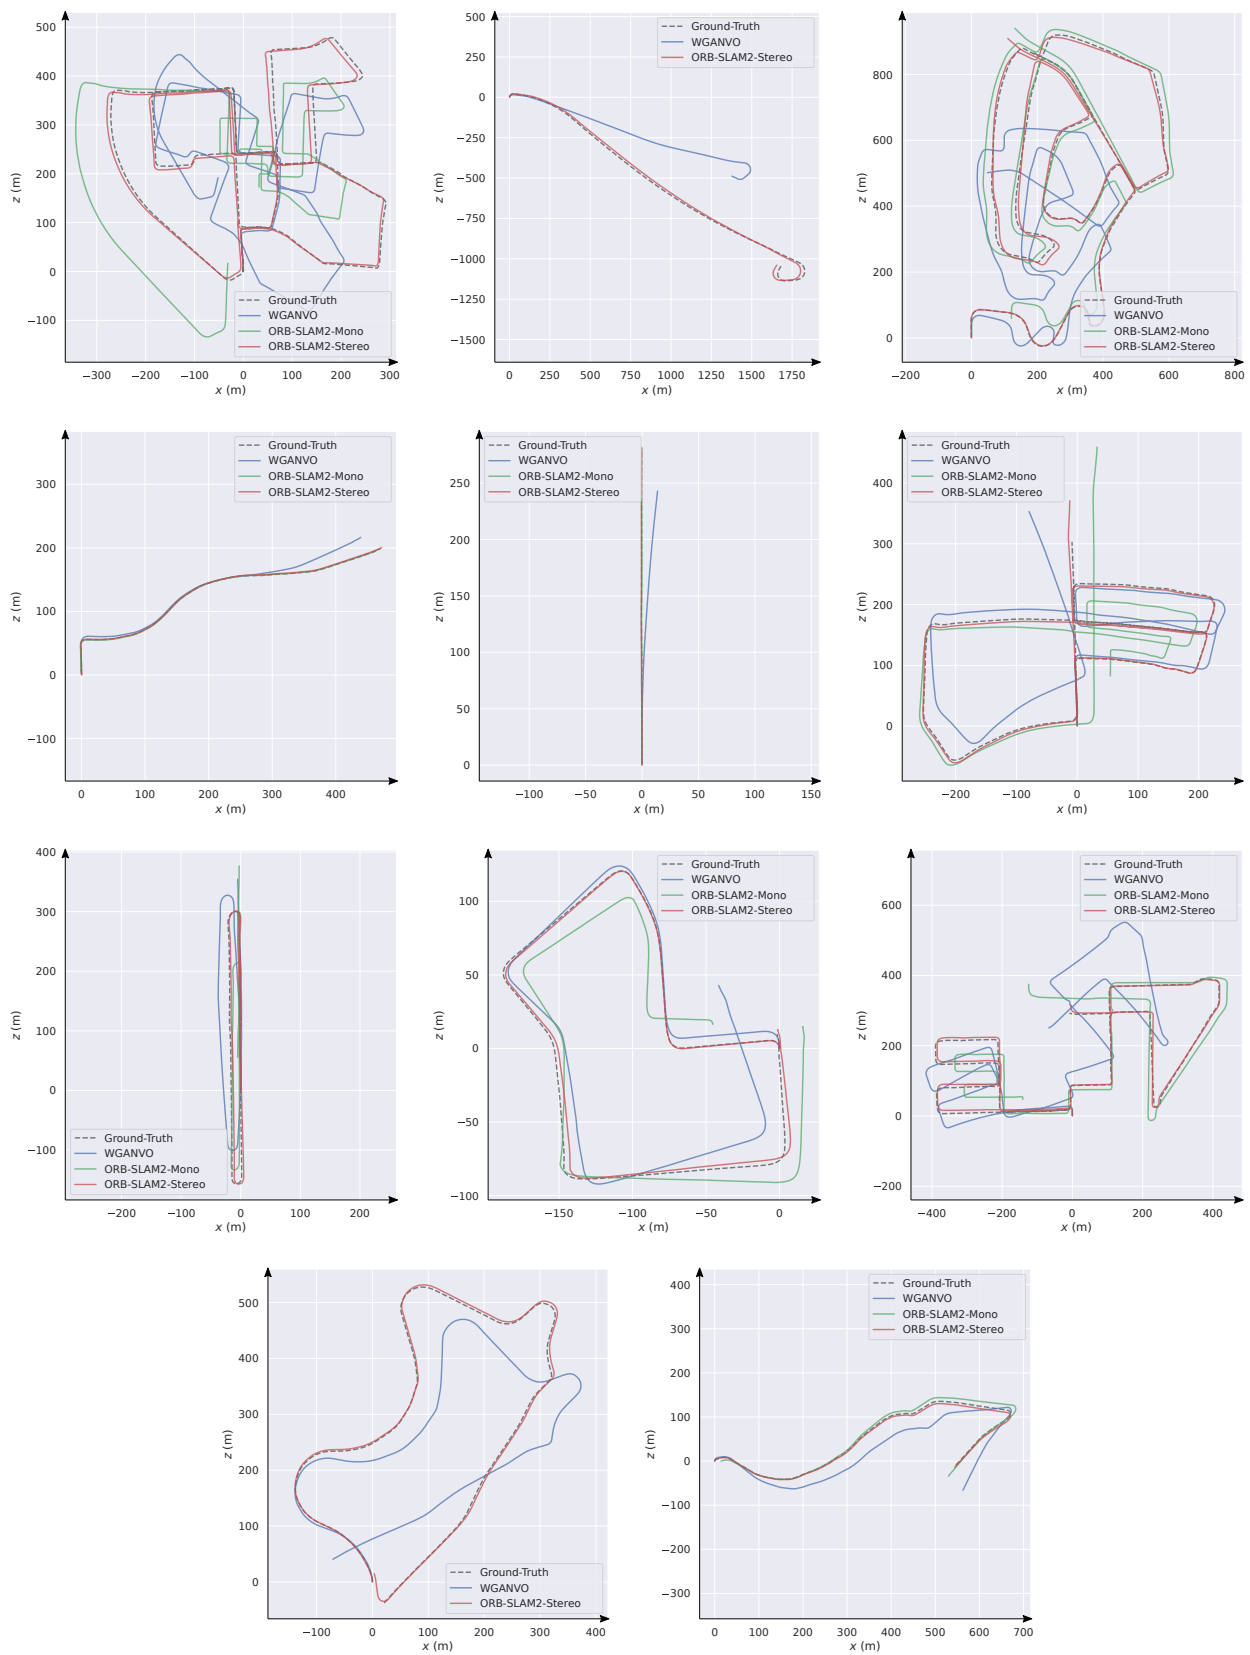 500
400
300
200
100
0
−100
z (m)
−300 −200 −100 0 100 200 300
x (m)
Ground-Truth
WGANVO
ORB-SLAM2-Mono
ORB-SLAM2-Stereo
500
250
0
−250
−500
−750
−1000
−1250
−1500
z (m)
0 250 500 750 1000 1250 1500 1750
x (m)
Ground-Truth
WGANVO
ORB-SLAM2-Stereo
800
600
400
200
0
z (m)
−200 0 200 400 600 800
x (m)
Ground-Truth
WGANVO
ORB-SLAM2-Mono
ORB-SLAM2-Stereo
300
200
100
0
−100
z (m)
0 100 200 300 400
x (m)
Ground-Truth
WGANVO
ORB-SLAM2-Mono
ORB-SLAM2-Stereo
250
200
150
100
50
0
z (m)
−100 −50 0 50 100 150
x (m)
Ground-Truth
WGANVO
ORB-SLAM2-Mono
ORB-SLAM2-Stereo
400
300
200
100
0
z (m)
−200 −100 0 100 200
x (m)
Ground-Truth
WGANVO
ORB-SLAM2-Mono
ORB-SLAM2-Stereo
400
300
200
100
0
−100
z (m)
−200 −100 0 100 200
x (m)
Ground-Truth
WGANVO
ORB-SLAM2-Mono
ORB-SLAM2-Stereo
100
50
0
−50
−100
z (m)
−150 −100 −50 0
x (m)
Ground-Truth
WGANVO
ORB-SLAM2-Mono
ORB-SLAM2-Stereo
600
400
200
0
−200
z (m)
−400 −200 0 200 400
x (m)
Ground-Truth
WGANVO
ORB-SLAM2-Mono
ORB-SLAM2-Stereo
500
400
300
200
100
0
z (m)
−100 0 100 200 300 400
x (m)
Ground-Truth
WGANVO
ORB-SLAM2-Stereo
400
300
200
100
0
−100
−200
−300
z (m)
0 100 200 300 400 500 600 700
x (m)
Ground-Truth
WGANVO
ORB-SLAM2-Mono
ORB-SLAM2-Stereo